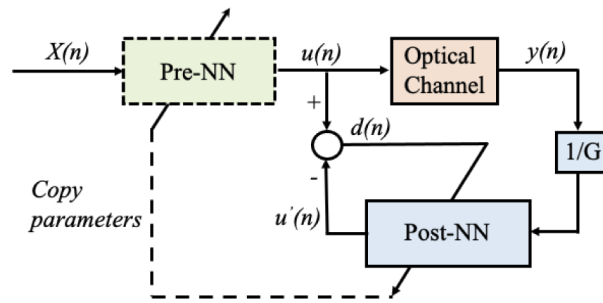 X(n)
Pre-NN
u(n)
Optical
Channel
y(n)
+
d(n)
1/G
-
Copy
parameters
u'(n)
Post-NN